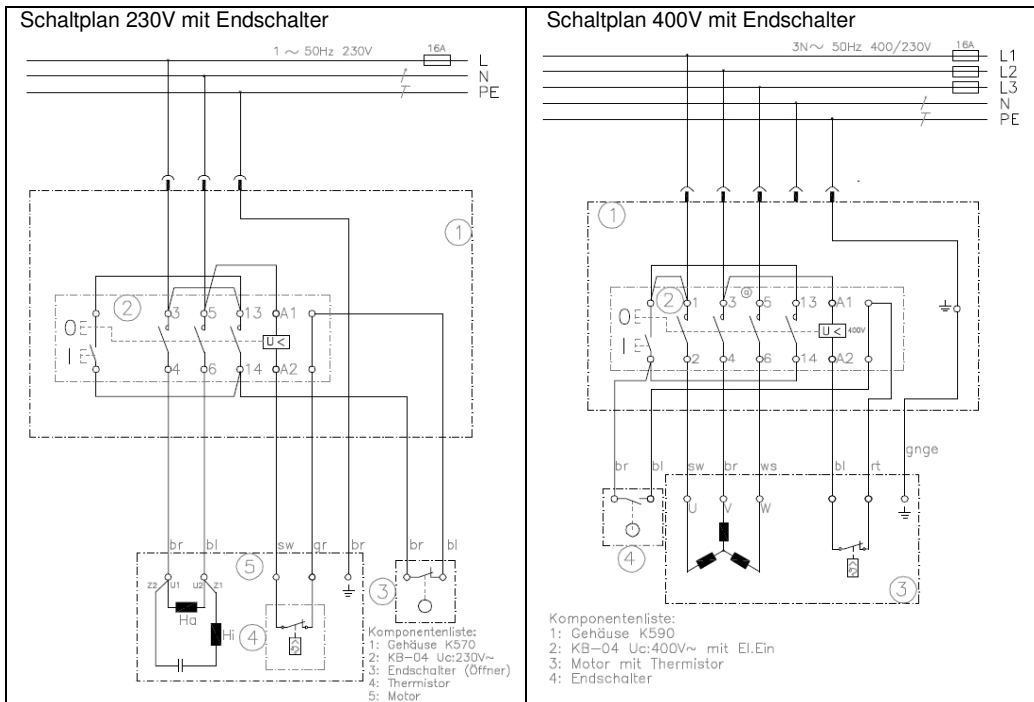 Schaltplan 230V mit Endschalter
1 ~ 50Hz 230V
16A
L
N
PE
1
2
3
5
13
A1
O E
I E
U <
4
6
14
A2
br
bl
sw
gr
br
br
bl
5
Z2
U1
U2
Z1
Ha
Hi
4
3
Komponentenliste:
1: Gehäuse K570
2: KB-04 Uc:230V~
3: Endschalter (Öffner)
4: Thermistor
5: Motor
Schaltplan 400V mit Endschalter
3N~ 50Hz 400/230V
16A
L1
L2
L3
N
PE
1
2
1
3
5
13
A1
O E
I E
U <
400V
2
4
6
14
A2
gnge
br
bl
sw
br
ws
bl
rt
U
V
W
4
3
Komponentenliste:
1: Gehäuse K590
2: KB-04 Uc:400V~ mit El.Ein
3: Motor mit Thermistor
4: Endschalter